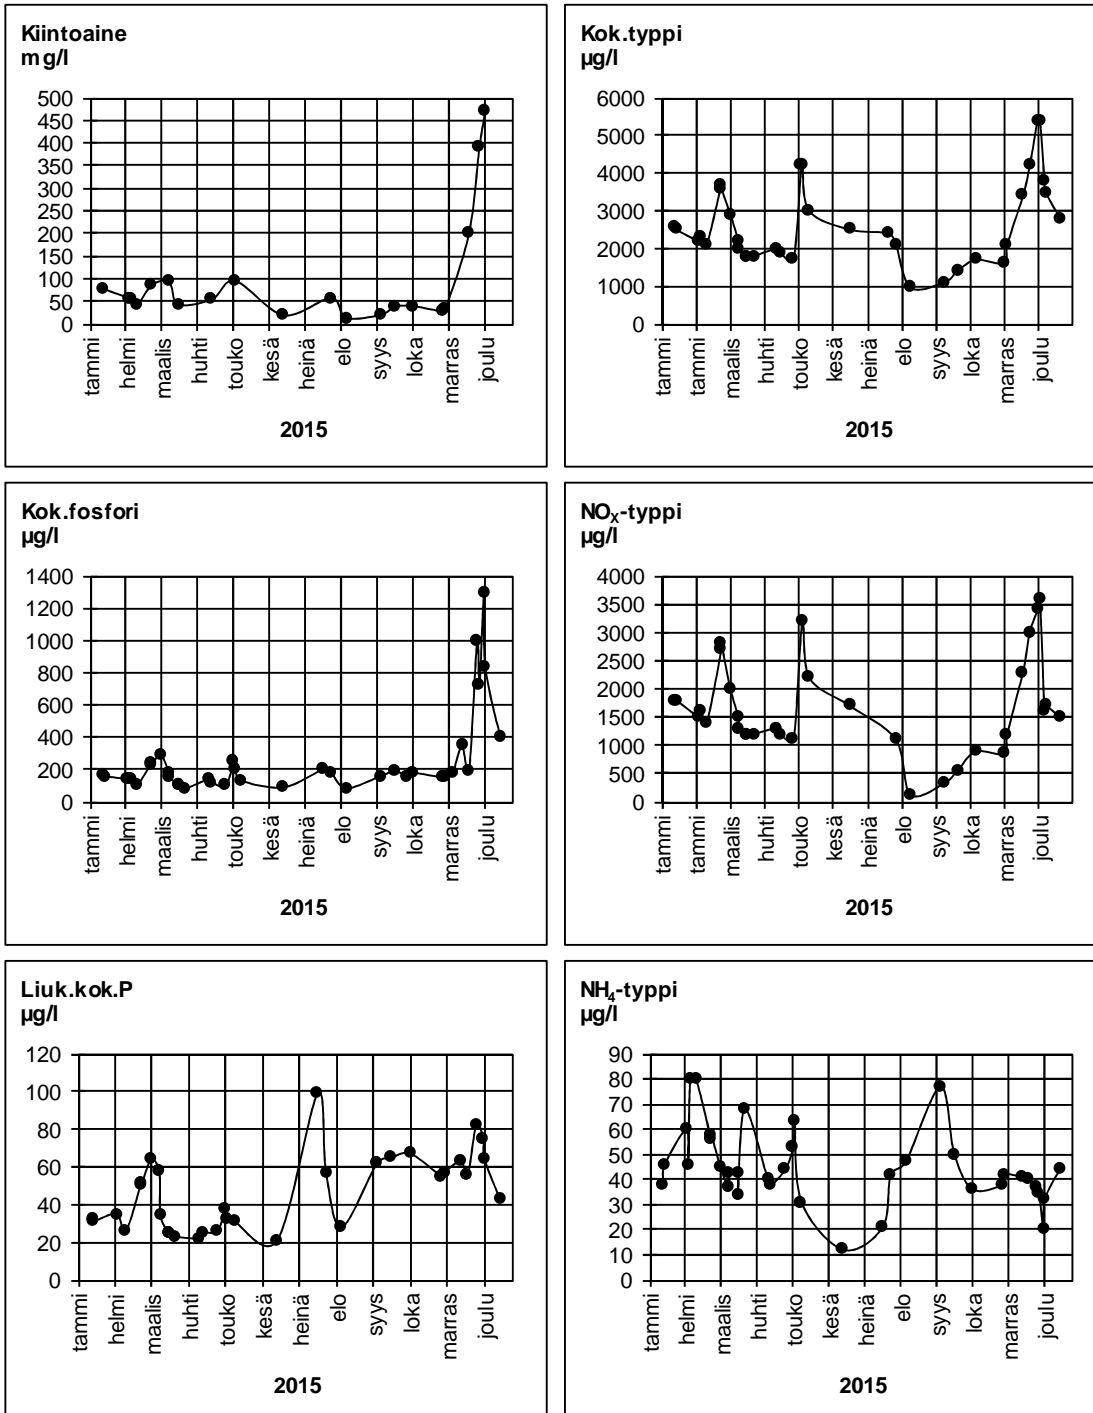 Kiintoaine
mg/l
500
450
400
350
300
250
200
150
100
50
0
tammi
helmi
maalis
huhti
touko
kesä
heinä
elo
syys
loka
marras
joulu
2015
Kok.typpi
µg/l
6000
5000
4000
3000
2000
1000
0
tammi
tammi
maalis
huhti
touko
kesä
heinä
elo
syys
loka
marras
joulu
2015
Kok.fosfori
µg/l
1400
1200
1000
800
600
400
200
0
tammi
helmi
maalis
huhti
touko
kesä
heinä
elo
syys
loka
marras
joulu
2015
NOX-typpi
µg/l
4000
3500
3000
2500
2000
1500
1000
500
0
tammi
tammi
maalis
huhti
touko
kesä
heinä
elo
syys
loka
marras
joulu
2015
Liuk.kok.P
µg/l
120
100
80
60
40
20
0
tammi
helmi
maalis
huhti
touko
kesä
heinä
elo
syys
loka
marras
joulu
2015
NH4-typpi
µg/l
90
80
70
60
50
40
30
20
10
0
tammi
helmi
maalis
huhti
touko
kesä
heinä
elo
syys
loka
marras
joulu
2015